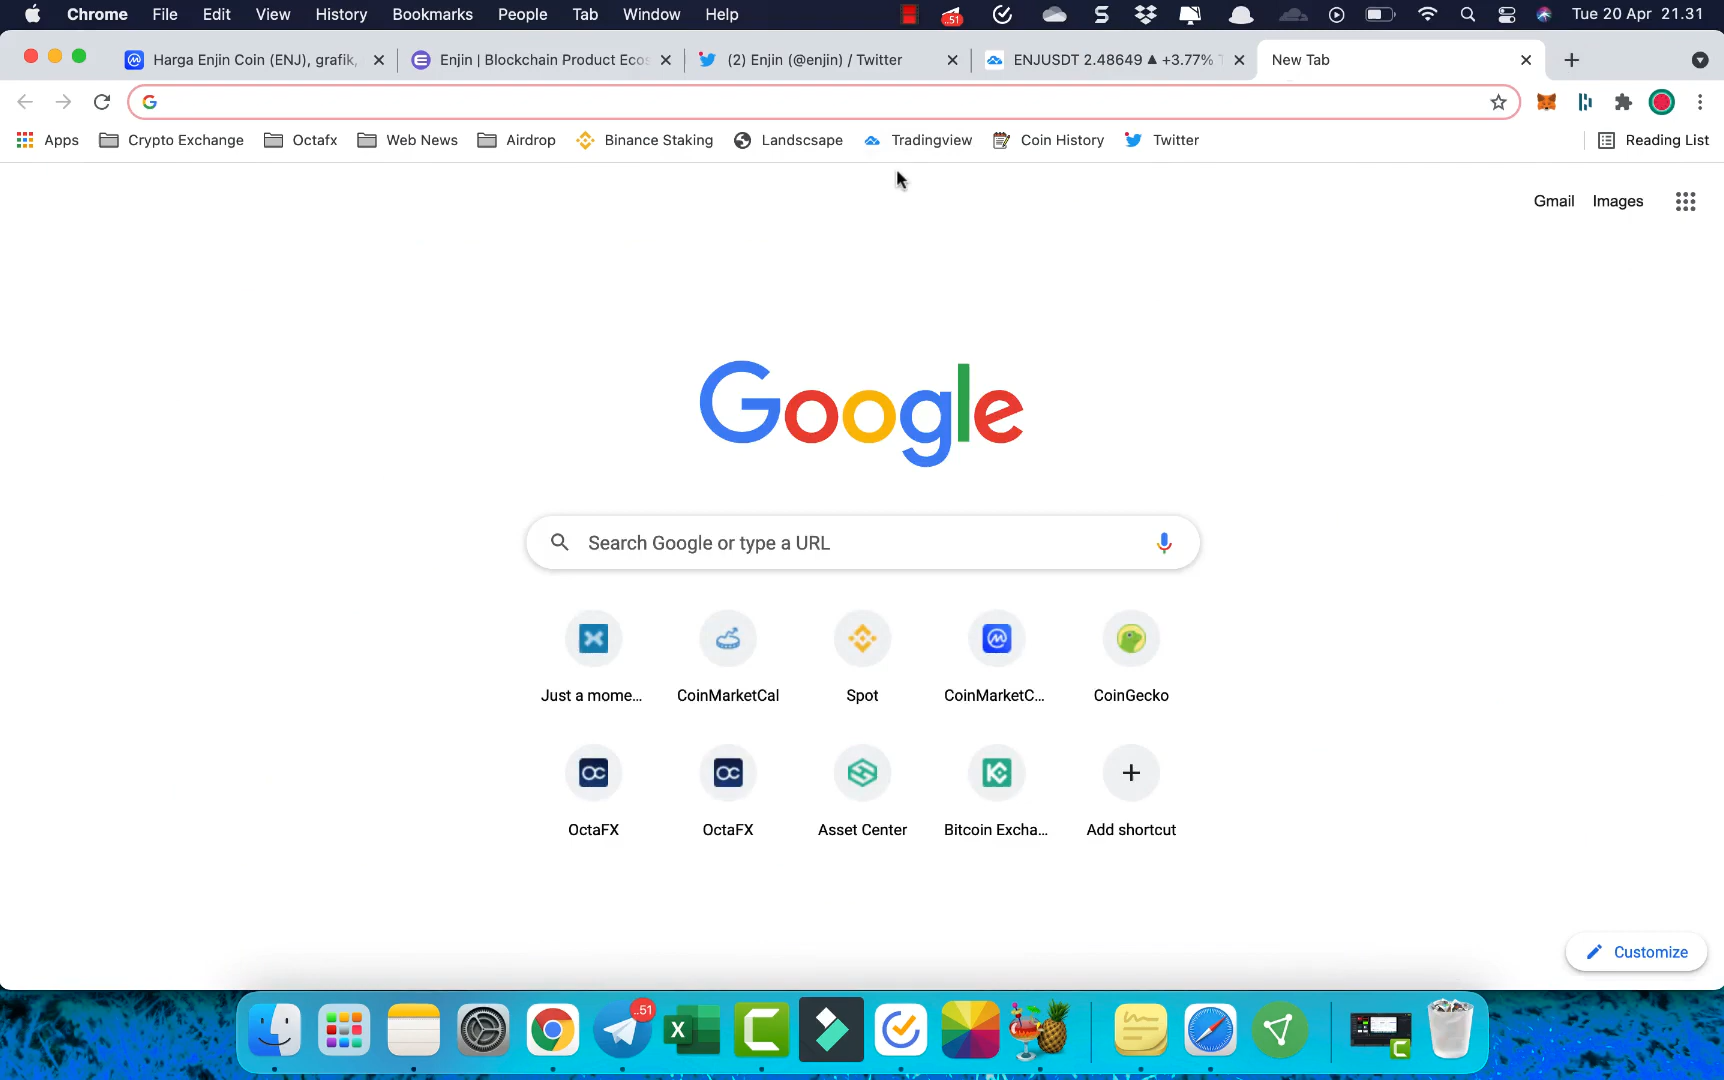 Chrome File Edit View History Bookmarks People Tab Window Help 51 S Tue 20 Apr 21.31
Harga Enjin Coin (ENJ), grafik, Enjin | Blockchain Product Ecos (2) Enjin (@enjin) / Twitter ENJUSDT 2.48649 ▲ +3.77% New Tab
Apps Crypto Exchange Octafx Web News Airdrop Binance Staking Landscsape Tradingview Coin History Twitter Reading List
Gmail Images
Google
Search Google or type a URL
Just a mome... CoinMarketCal Spot CoinMarketC... CoinGecko
OctaFX OctaFX Asset Center Bitcoin Excha... Add shortcut
Customize
51